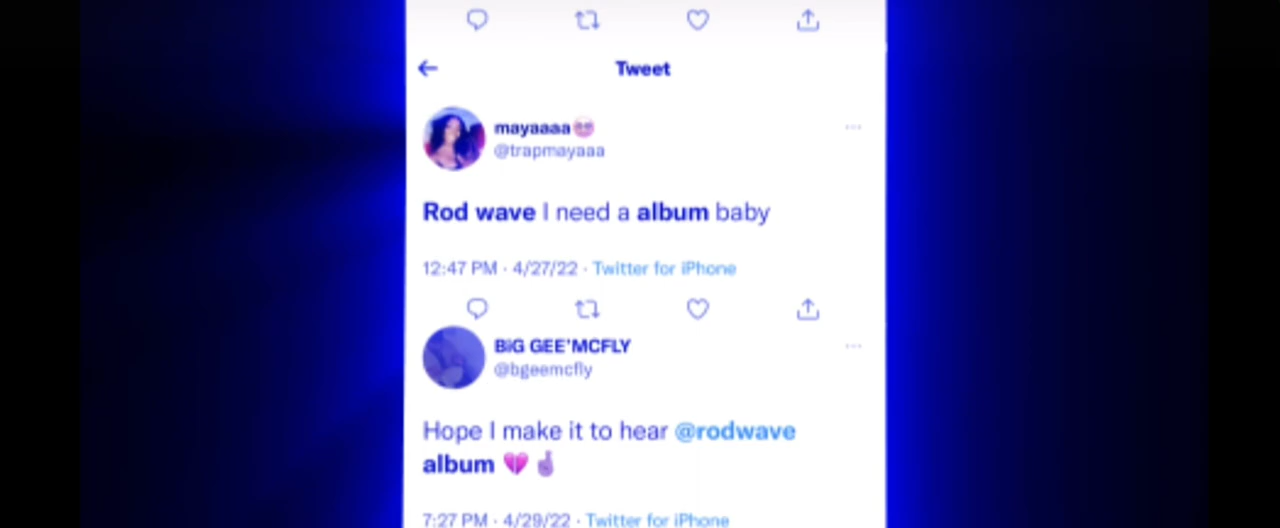 Tweet
mayaaaa
@trapmayaaa
Rod wave I need a album baby
12:47 PM · 4/27/22 · Twitter for iPhone
BiG GEE'MCFLY
@bgeemcfly
Hope I make it to hear @rodwave
album 💔🤞
7:27 PM · 4/29/22 · Twitter for iPhone